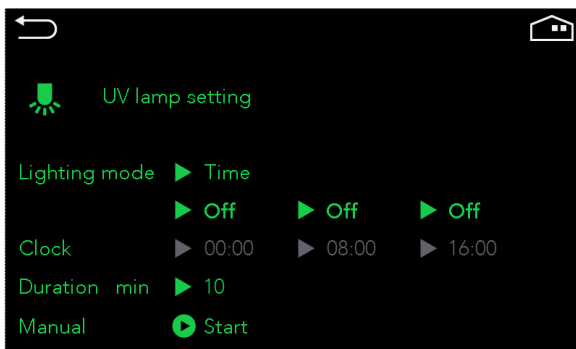 UV lamp setting
Lighting mode Time
Off Off Off
Clock 00:00 08:00 16:00
Duration min 10
Manual Start